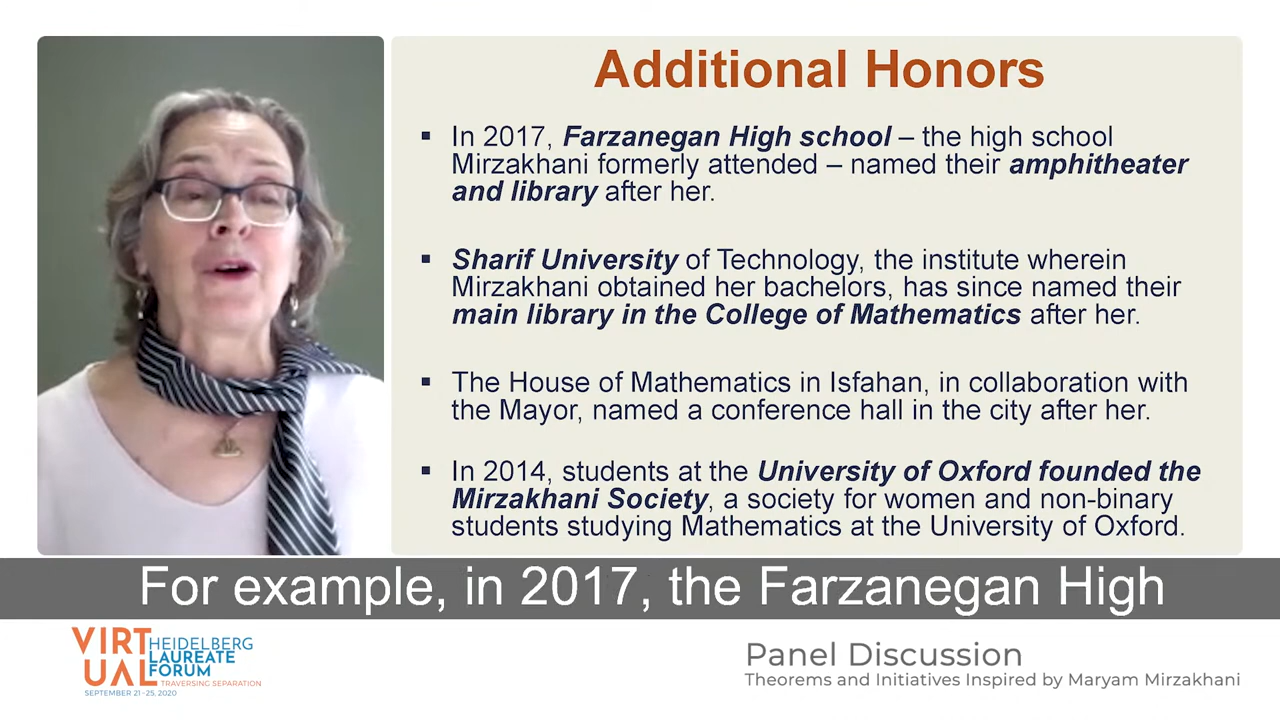 Additional Honors
▪ In 2017, Farzanegan High school – the high school
Mirzakhani formerly attended – named their amphitheater
and library after her.
▪ Sharif University of Technology, the institute wherein
Mirzakhani obtained her bachelors, has since named their
main library in the College of Mathematics after her.
▪ The House of Mathematics in Isfahan, in collaboration with
the Mayor, named a conference hall in the city after her.
▪ In 2014, students at the University of Oxford founded the
Mirzakhani Society, a society for women and non-binary
students studying Mathematics at the University of Oxford.
For example, in 2017, the Farzanegan High
VIRT
UAL
HEIDELBERG
LAUREATE
FORUM
TRAVERSING SEPARATION
SEPTEMBER 21–25, 2020
Panel Discussion
Theorems and Initiatives Inspired by Maryam Mirzakhani